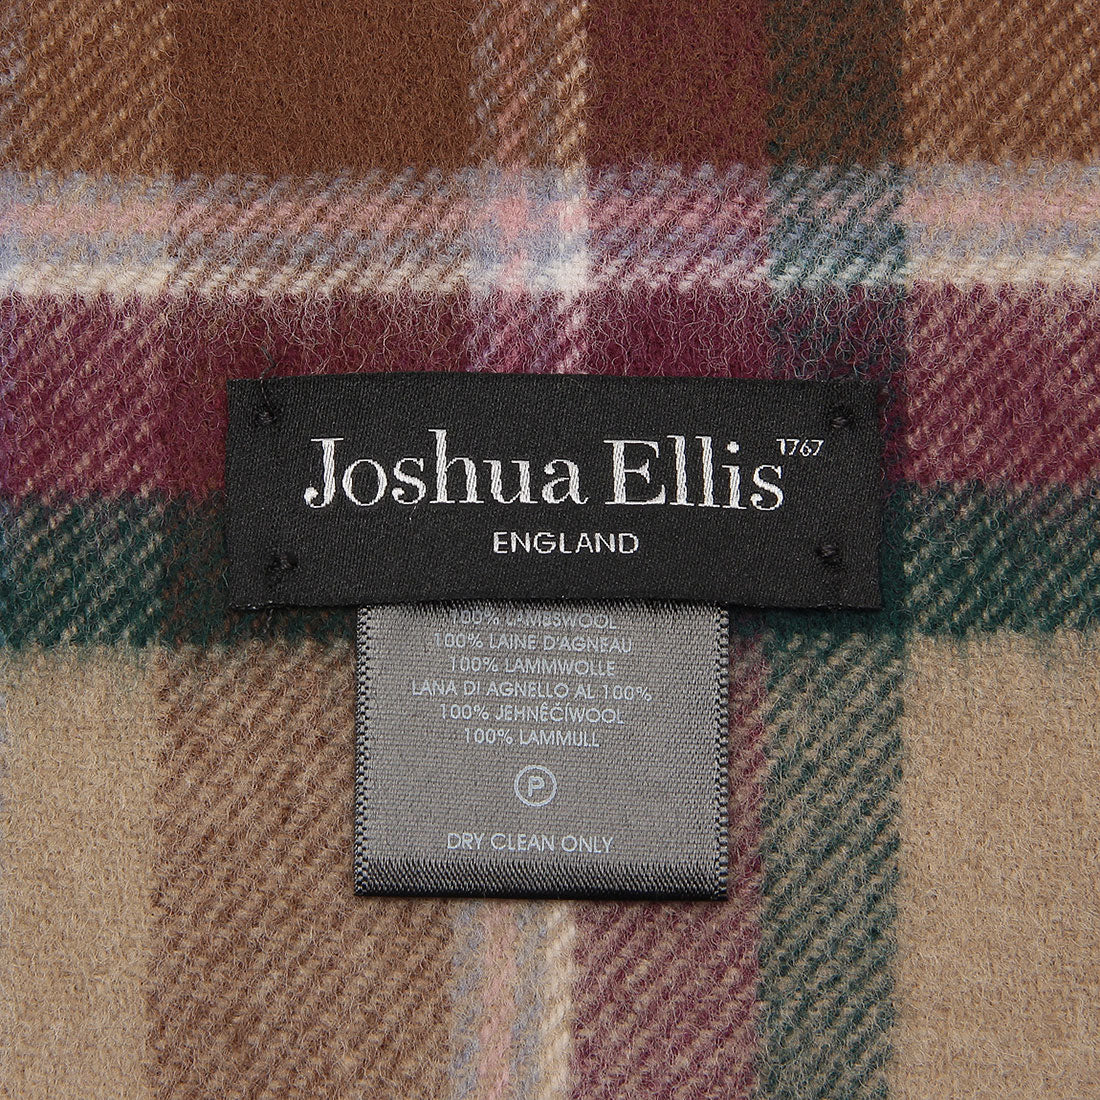 Joshua Ellis 1767
ENGLAND
100% LAMBSWOOL
100% LAINE D'AGNEAU
100% LAMMWOLLE
LANA DI AGNELLO AL 100%
100% JEHNĚČÍWOOL
100% LAMMULL
P
DRY CLEAN ONLY